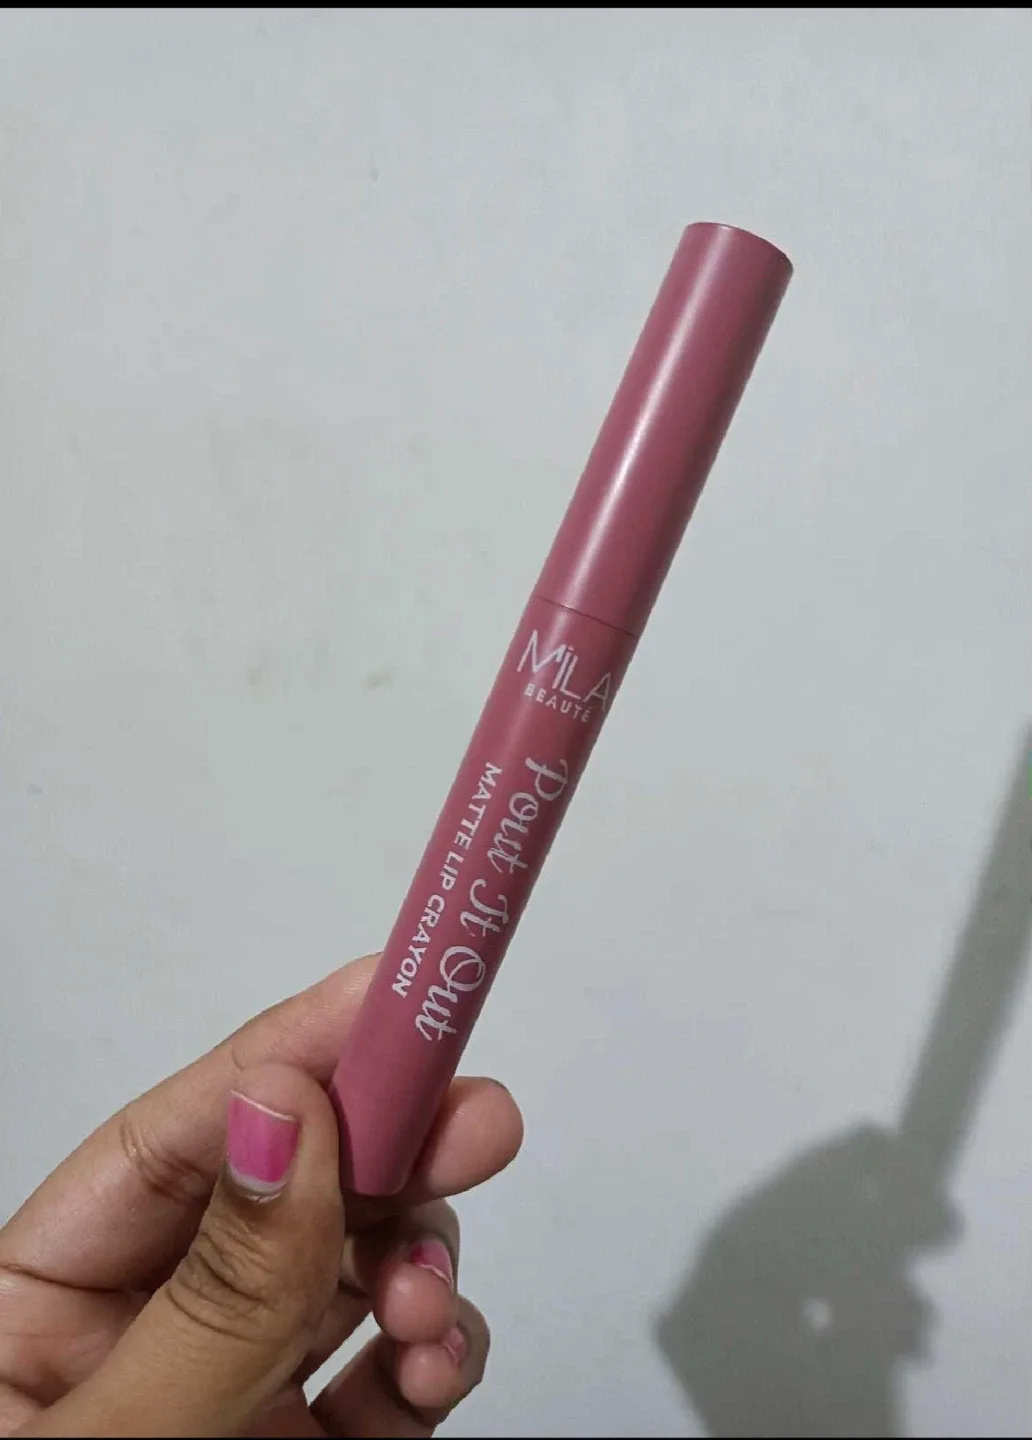 MILA
BEAUTÉ
Pout It Out
MATTE LIP CRAYON